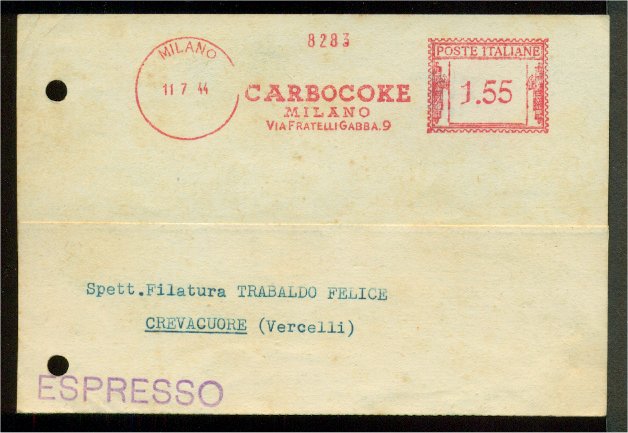 8283
MILANO
11 7 44
CARBOCOKE
MILANO
VIA FRATELLI GABBA.9
POSTE ITALIANE
1.55
Spett.Filatura TRABALDO FELICE
CREVACUORE (Vercelli)
ESPRESSO